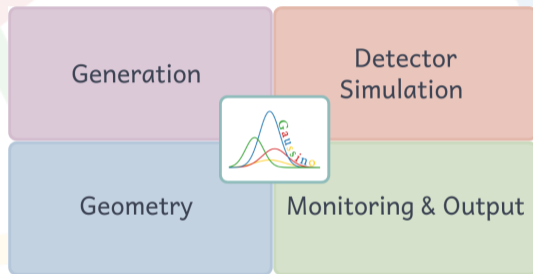 Generation
Detector
Simulation
Gaussino
Geometry
Monitoring & Output